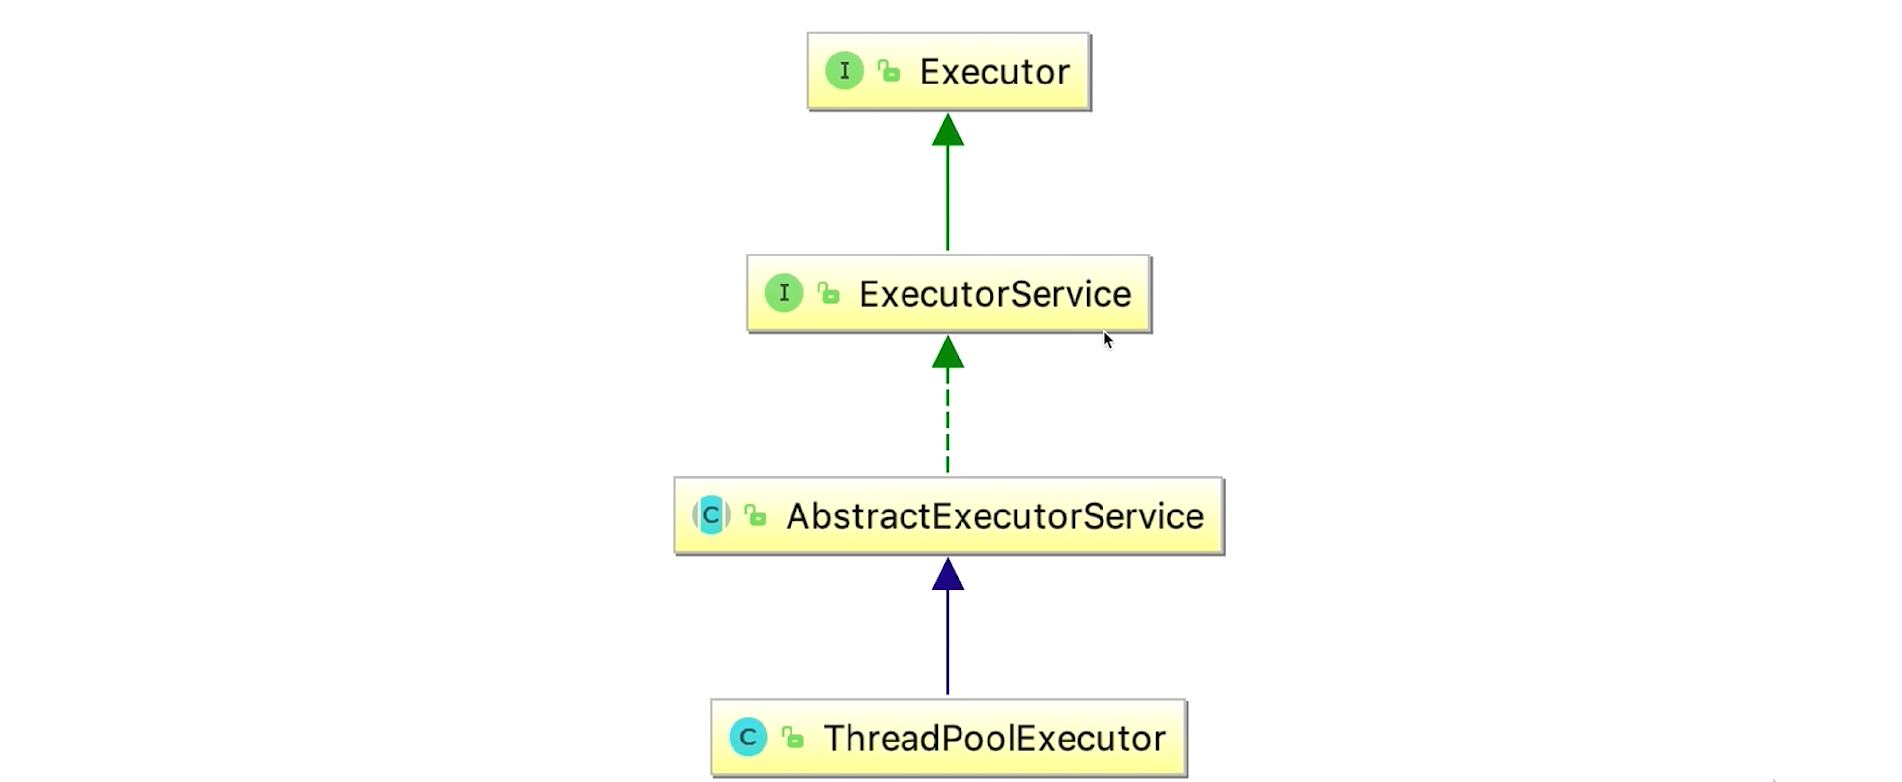 I Executor
I ExecutorService
C AbstractExecutorService
C ThreadPoolExecutor